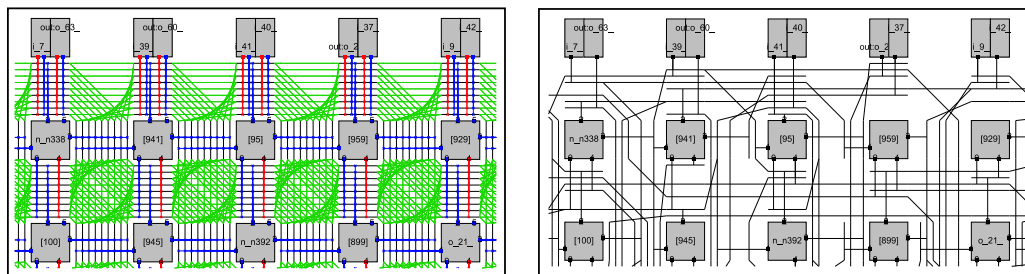 out:o_63_ out:o_60_ _40_ _37_ _42_
i_7_ _39_ i_41_ out:o_2_ i_9_
n_n338 [941] [95] [959] [929]
[100] [945] n_n392 [899] o_21_
out:o_63_ out:o_60_ _40_ _37_ _42_
i_7_ _39_ i_41_ out:o_2_ i_9_
n_n338 [941] [95] [959] [929]
[100] [945] n_n392 [899] o_21_